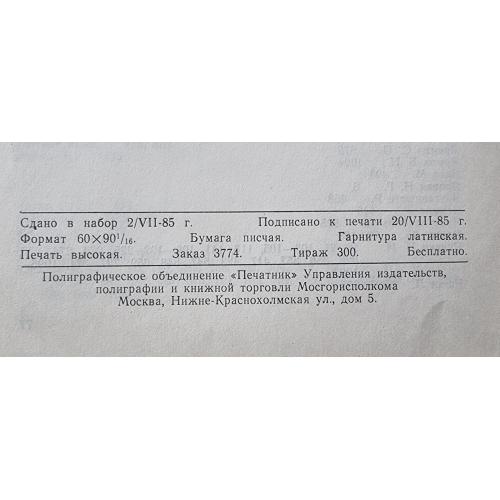 Сдано в набор 2/VII-85 г. Подписано к печати 20/VIII-85 г.
Формат 60×90¹/₁₆. Бумага писчая. Гарнитура латинская.
Печать высокая. Заказ 3774. Тираж 300. Бесплатно.
Полиграфическое объединение «Печатник» Управления издательств,
полиграфии и книжной торговли Мосгорисполкома
Москва, Нижне-Краснохолмская ул., дом 5.